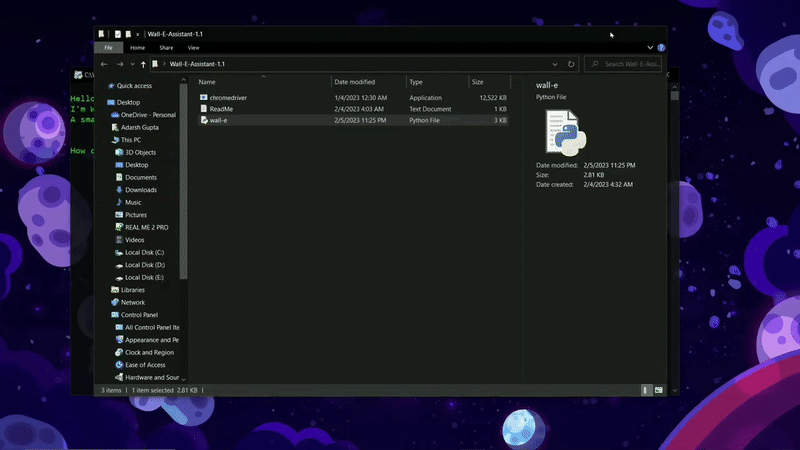 Wall-E-Assistant-1.1
File Home Share View
Wall-E-Assistant-1.1
Search Wall-E-Assi...
C:\
Hello
I'm
A sma
How
Quick access
Desktop
OneDrive - Personal
Adarsh Gupta
This PC
3D Objects
Desktop
Documents
Downloads
Music
Pictures
REAL ME 2 PRO
Videos
Local Disk (C:)
Local Disk (D:)
Local Disk (E:)
Libraries
Network
Control Panel
All Control Panel Ite
Appearance and Pe
Clock and Region
Ease of Access
Hardware and Soun
Name Date modified Type Size
chromedriver 1/4/2023 12:30 AM Application 12,522 KB
ReadMe 2/4/2023 4:03 AM Text Document 1 KB
wall-e 2/5/2023 11:25 PM Python File 3 KB
wall-e
Python File
Date modified: 2/5/2023 11:25 PM
Size: 2.81 KB
Date created: 2/4/2023 4:32 AM
3 items 1 item selected 2.81 KB